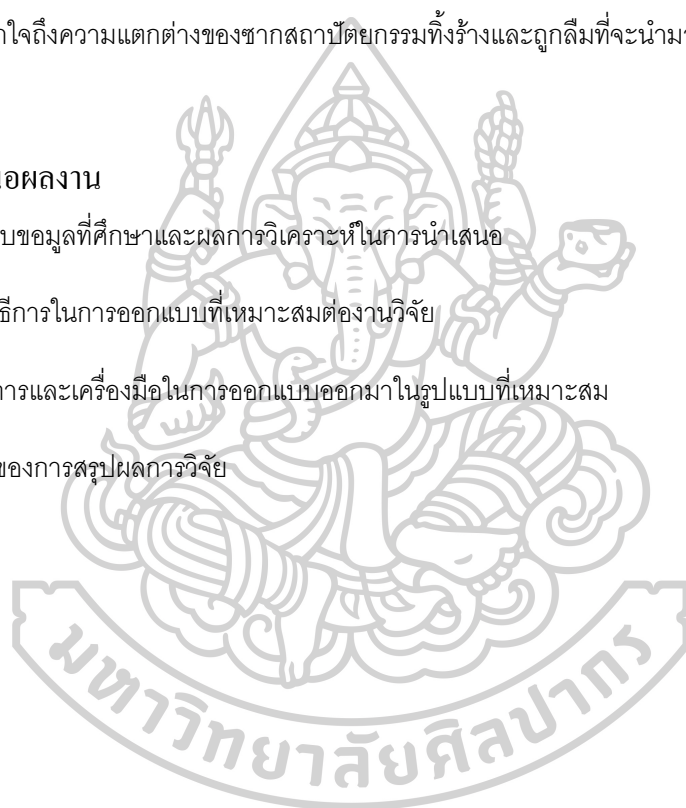 ใจถึงความแตกต่างของซากสถาปัตยกรรมทิ้งร้างและถูกลืมที่จะนำมา
อผลงาน
บขอมูลที่ศึกษาและผลการวิเคราะห์ในการนำเสนอ
ธีการในการออกแบบที่เหมาะสมต่องานวิจัย
การและเครื่องมือในการออกแบบออกมาในรูปแบบที่เหมาะสม
ของการสรุปผลการวิจัย
มหาวิทยาลัยศิลปากร